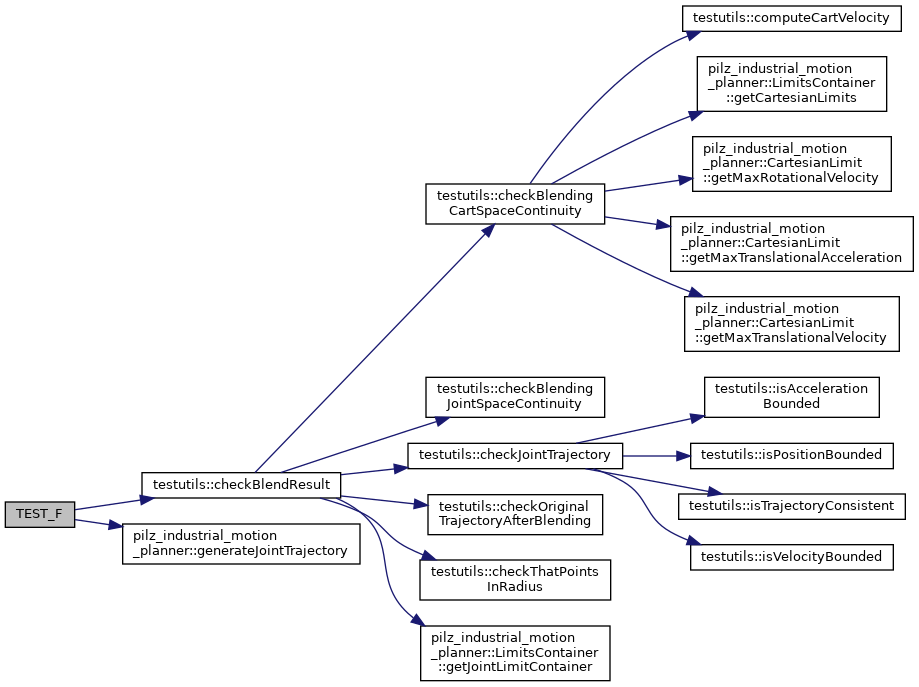 testutils::computeCartVelocity
pilz_industrial_motion
_planner::LimitsContainer
::getCartesianLimits
pilz_industrial_motion
_planner::CartesianLimit
::getMaxRotationalVelocity
testutils::checkBlending
CartSpaceContinuity
pilz_industrial_motion
_planner::CartesianLimit
::getMaxTranslationalAcceleration
pilz_industrial_motion
_planner::CartesianLimit
::getMaxTranslationalVelocity
testutils::checkBlending
JointSpaceContinuity
testutils::isAcceleration
Bounded
testutils::checkJointTrajectory
testutils::isPositionBounded
testutils::checkBlendResult
testutils::checkOriginal
TrajectoryAfterBlending
testutils::isTrajectoryConsistent
TEST_F
pilz_industrial_motion
_planner::generateJointTrajectory
testutils::isVelocityBounded
testutils::checkThatPoints
InRadius
pilz_industrial_motion
_planner::LimitsContainer
::getJointLimitContainer